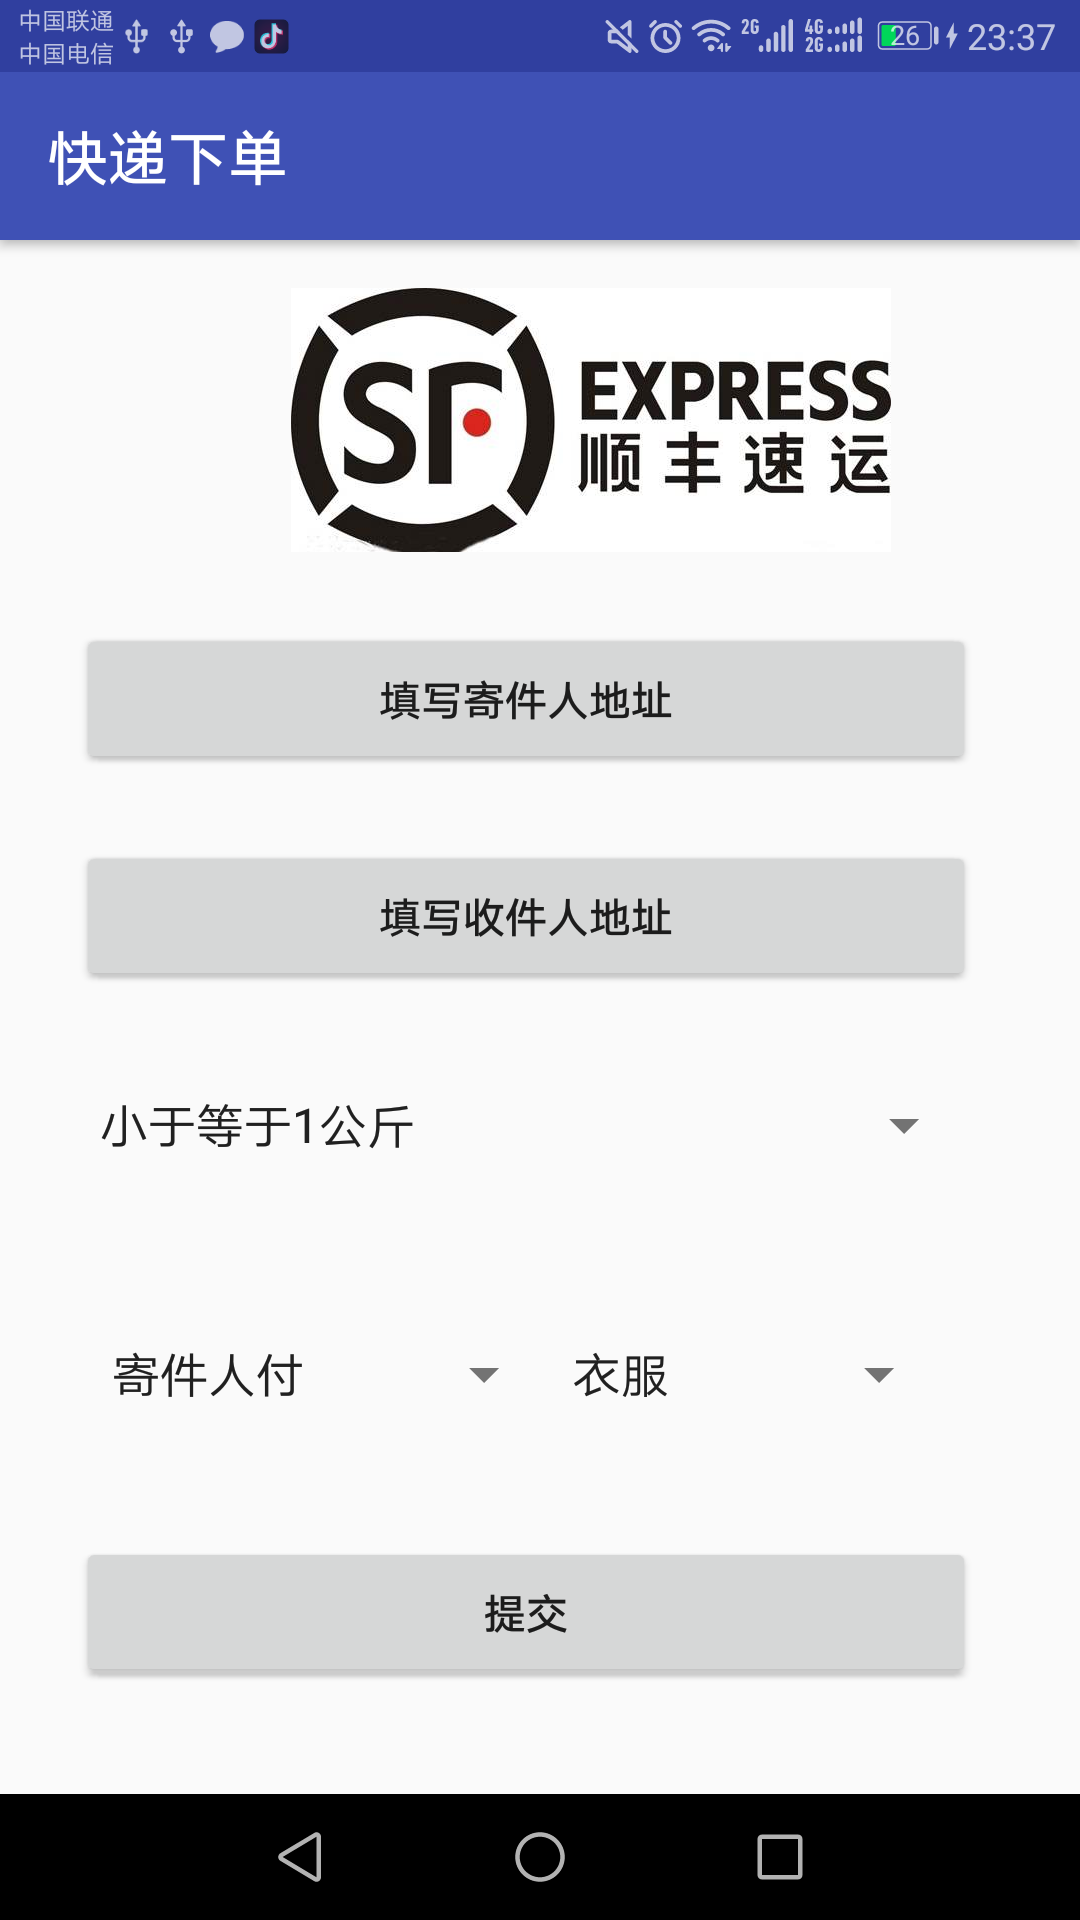 中国联通
中国电信
2G 4G 2G 26 23:37
快递下单
SF EXPRESS
顺丰速运
填写寄件人地址
填写收件人地址
小于等于1公斤
寄件人付 衣服
提交